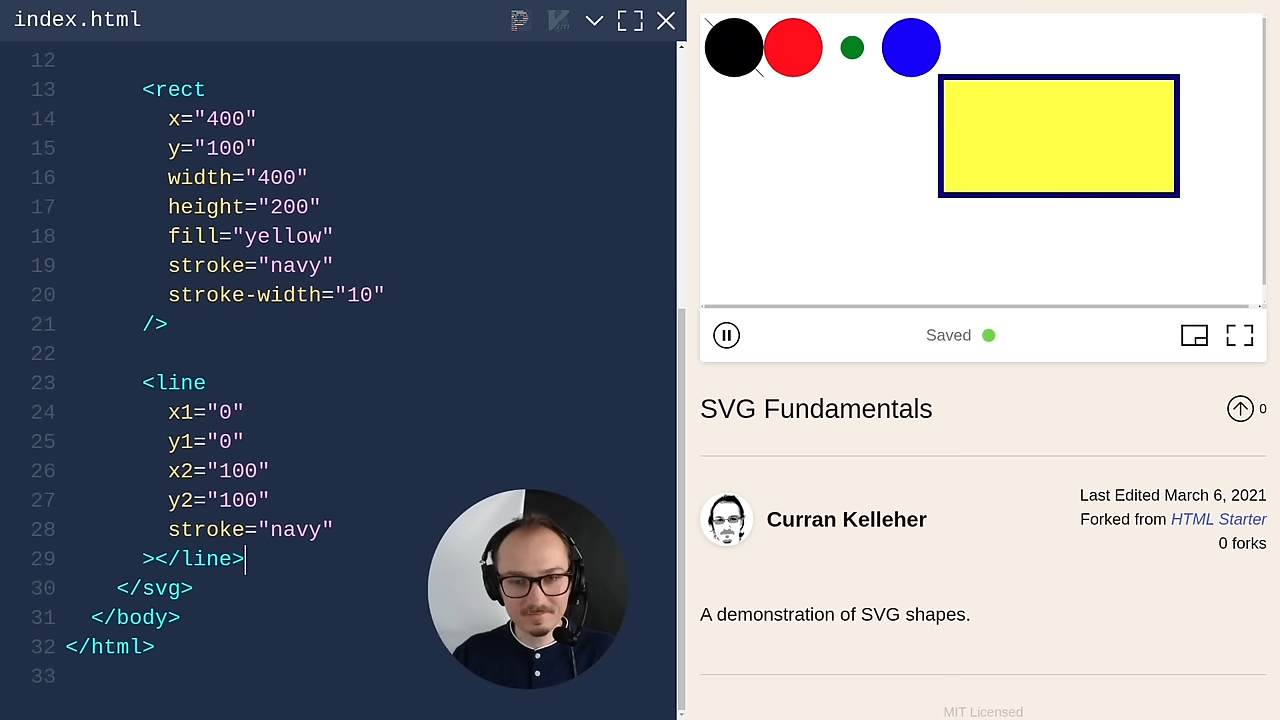 index.html
12
13 <rect
14 x="400"
15 y="100"
16 width="400"
17 height="200"
18 fill="yellow"
19 stroke="navy"
20 stroke-width="10"
21 />
22
23 <line
24 x1="0"
25 y1="0"
26 x2="100"
27 y2="100"
28 stroke="navy"
29 ></line>
30 </svg>
31 </body>
32 </html>
33
Saved
SVG Fundamentals
0
Curran Kelleher
Last Edited March 6, 2021
Forked from HTML Starter
0 forks
A demonstration of SVG shapes.
MIT Licensed